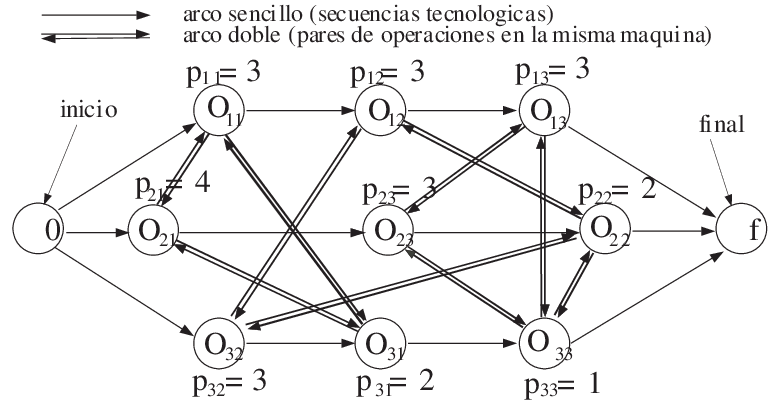 arco sencillo (secuencias tecnologicas)
arco doble (pares de operaciones en la misma maquina)
p11= 3 p12= 3 p13= 3
inicio
O11 O12 O13
final
p21= 4 p23= 3 p22= 2
0 O21 O23 O22 f
O32 O31 O33
p32= 3 p31= 2 p33= 1